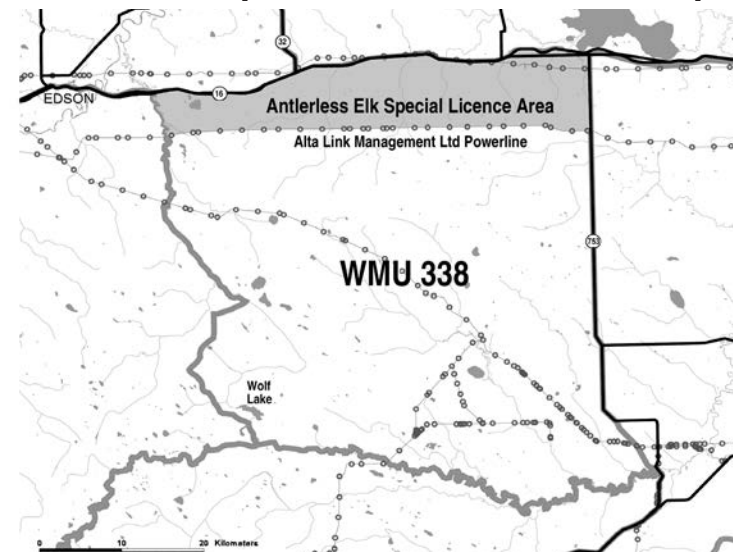 32
16
EDSON
Antlerless Elk Special Licence Area
Alta Link Management Ltd Powerline
753
WMU 338
Wolf
Lake
0 10 20 Kilometers